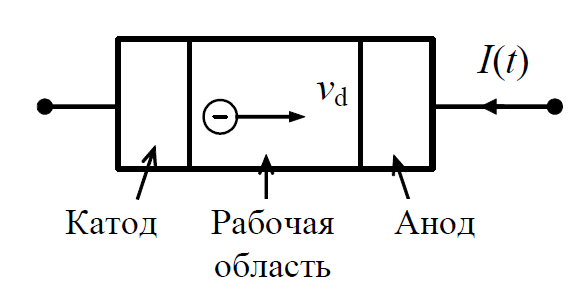 I(t)
v_d
−
Катод
Рабочая
область
Анод